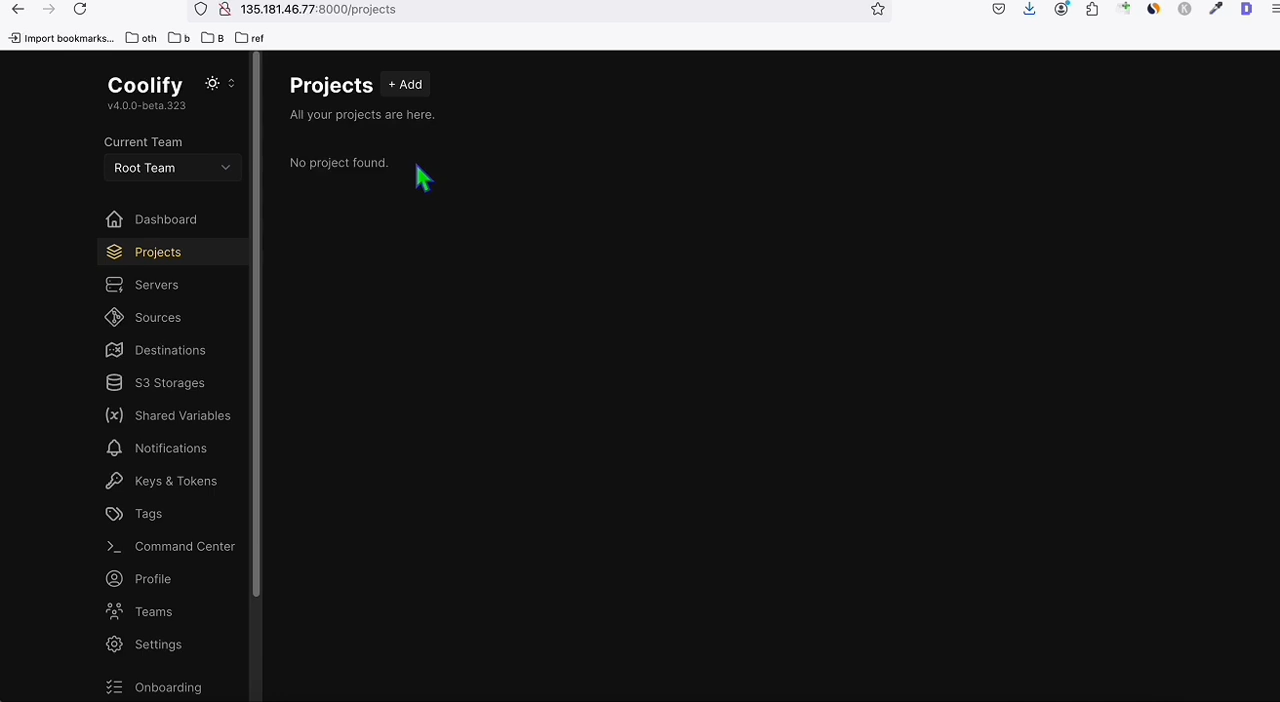 135.181.46.77:8000/projects
Import bookmarks... oth b B ref
Coolify
v4.0.0-beta.323
Current Team
Root Team
Dashboard
Projects
Servers
Sources
Destinations
S3 Storages
Shared Variables
Notifications
Keys & Tokens
Tags
Command Center
Profile
Teams
Settings
Onboarding
Projects + Add
All your projects are here.
No project found.